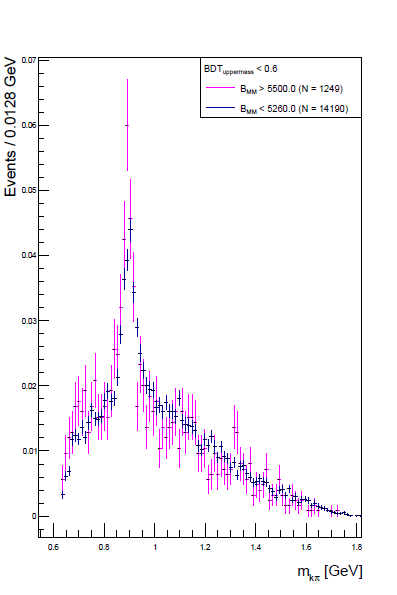 0.07
BDT_uppermass < 0.6
B_MM > 5500.0 (N = 1249)
B_MM < 5260.0 (N = 14190)
Events / 0.0128 GeV
0.06
0.05
0.04
0.03
0.02
0.01
0
0.6 0.8 1 1.2 1.4 1.6 1.8
m_kπ [GeV]